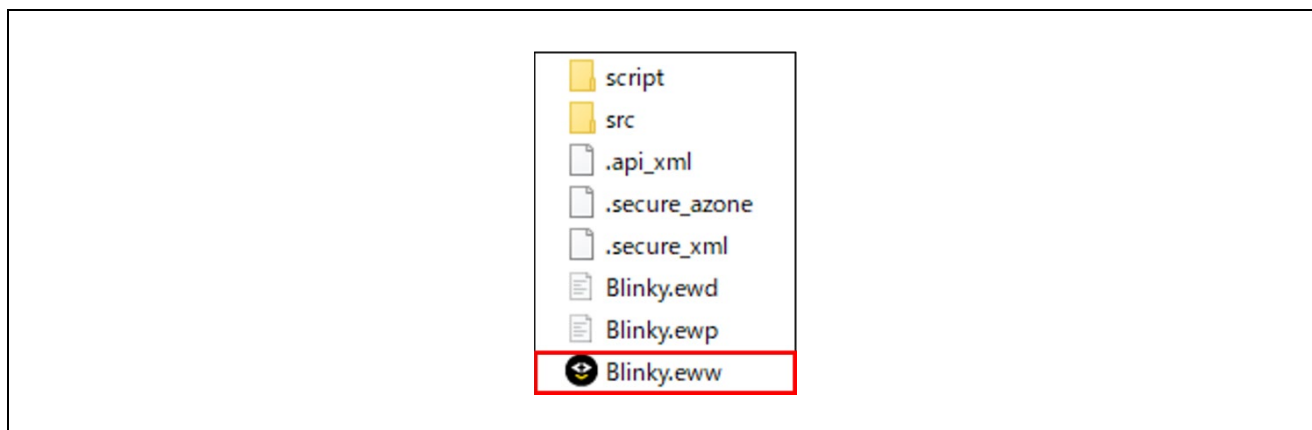 script
src
.api_xml
.secure_azone
.secure_xml
Blinky.ewd
Blinky.ewp
Blinky.eww